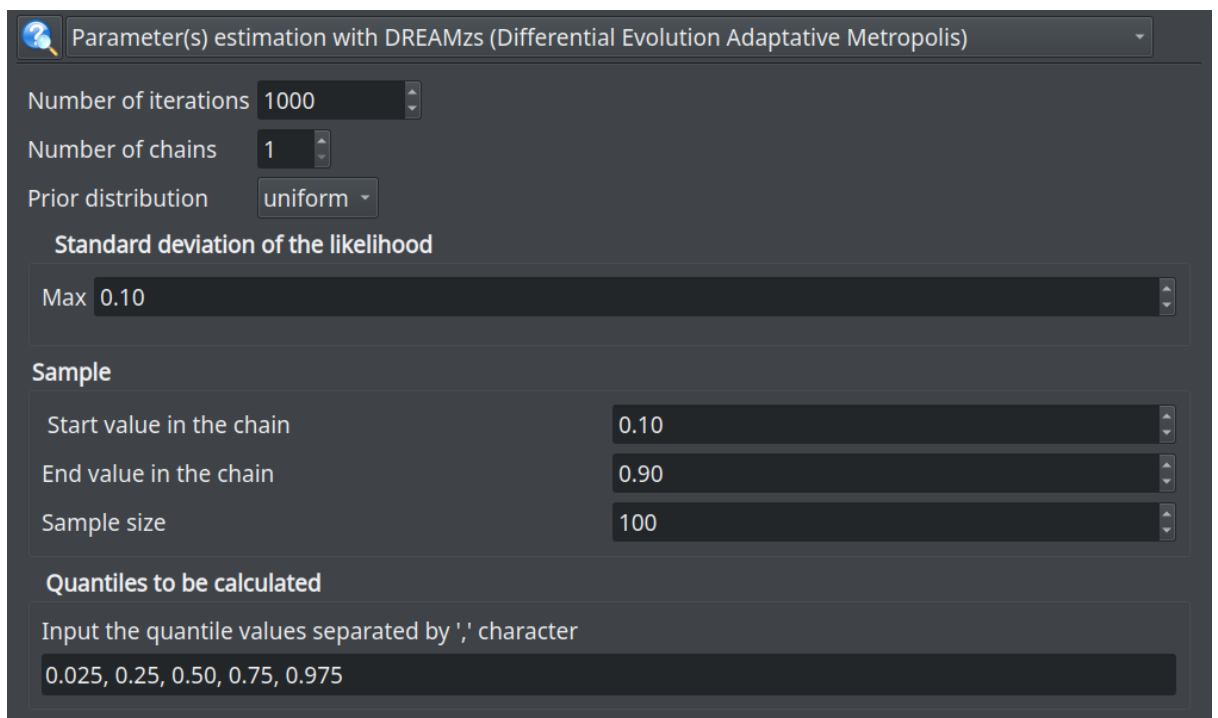 Parameter(s) estimation with DREAMzs (Differential Evolution Adaptative Metropolis)
Number of iterations 1000
Number of chains 1
Prior distribution uniform
Standard deviation of the likelihood
Max 0.10
Sample
Start value in the chain 0.10
End value in the chain 0.90
Sample size 100
Quantiles to be calculated
Input the quantile values separated by ',' character
0.025, 0.25, 0.50, 0.75, 0.975